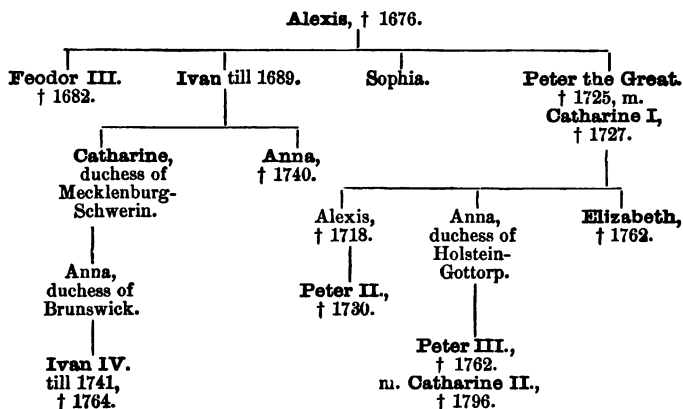 Alexis, † 1676.
Feodor III.
† 1682.
Ivan till 1689.
Sophia.
Peter the Great.
† 1725, m.
Catharine I,
† 1727.
Catharine,
duchess of
Mecklenburg-
Schwerin.
Anna,
† 1740.
Alexis,
† 1718.
Anna,
duchess of
Holstein-
Gottorp.
Elizabeth,
† 1762.
Anna,
duchess of
Brunswick.
Peter II.,
† 1730.
Ivan IV.
till 1741,
† 1764.
Peter III.,
† 1762.
m. Catharine II.,
† 1796.